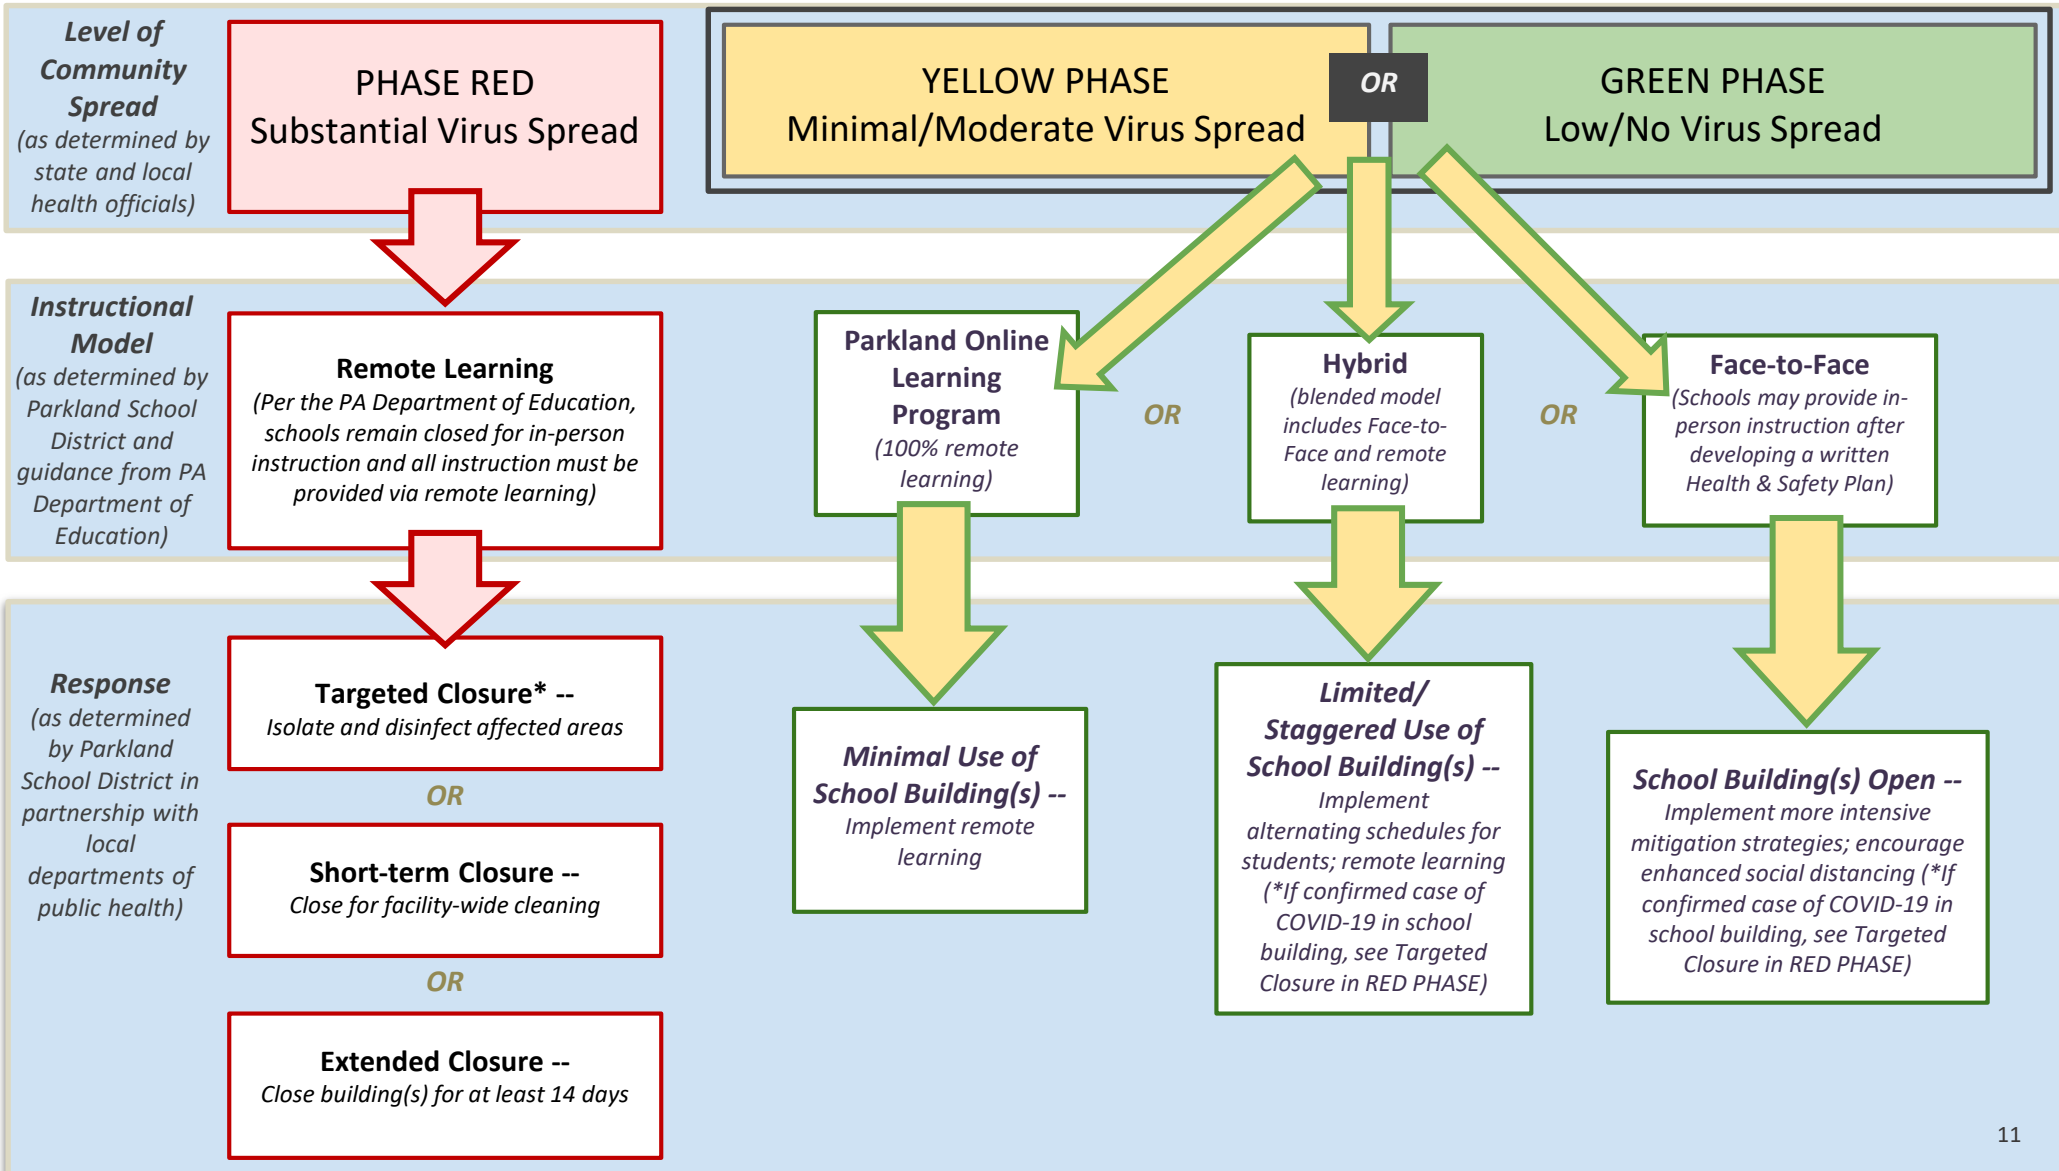 Level of
Community
Spread
(as determined by
state and local
health officials)
PHASE RED
Substantial Virus Spread
YELLOW PHASE
Minimal/Moderate Virus Spread
OR
GREEN PHASE
Low/No Virus Spread
Instructional
Model
(as determined by
Parkland School
District and
guidance from PA
Department of
Education)
Remote Learning
(Per the PA Department of Education,
schools remain closed for in-person
instruction and all instruction must be
provided via remote learning)
Parkland Online
Learning
Program
(100% remote
learning)
OR
Hybrid
(blended model
includes Face-to-
Face and remote
learning)
OR
Face-to-Face
(Schools may provide in-
person instruction after
developing a written
Health & Safety Plan)
Response
(as determined
by Parkland
School District in
partnership with
local
departments of
public health)
Targeted Closure* --
Isolate and disinfect affected areas
OR
Short-term Closure --
Close for facility-wide cleaning
OR
Extended Closure --
Close building(s) for at least 14 days
Minimal Use of
School Building(s) --
Implement remote
learning
Limited/
Staggered Use of
School Building(s) --
Implement
alternating schedules for
students; remote learning
(*If confirmed case of
COVID-19 in school
building, see Targeted
Closure in RED PHASE)
School Building(s) Open --
Implement more intensive
mitigation strategies; encourage
enhanced social distancing (*If
confirmed case of COVID-19 in
school building, see Targeted
Closure in RED PHASE)
11